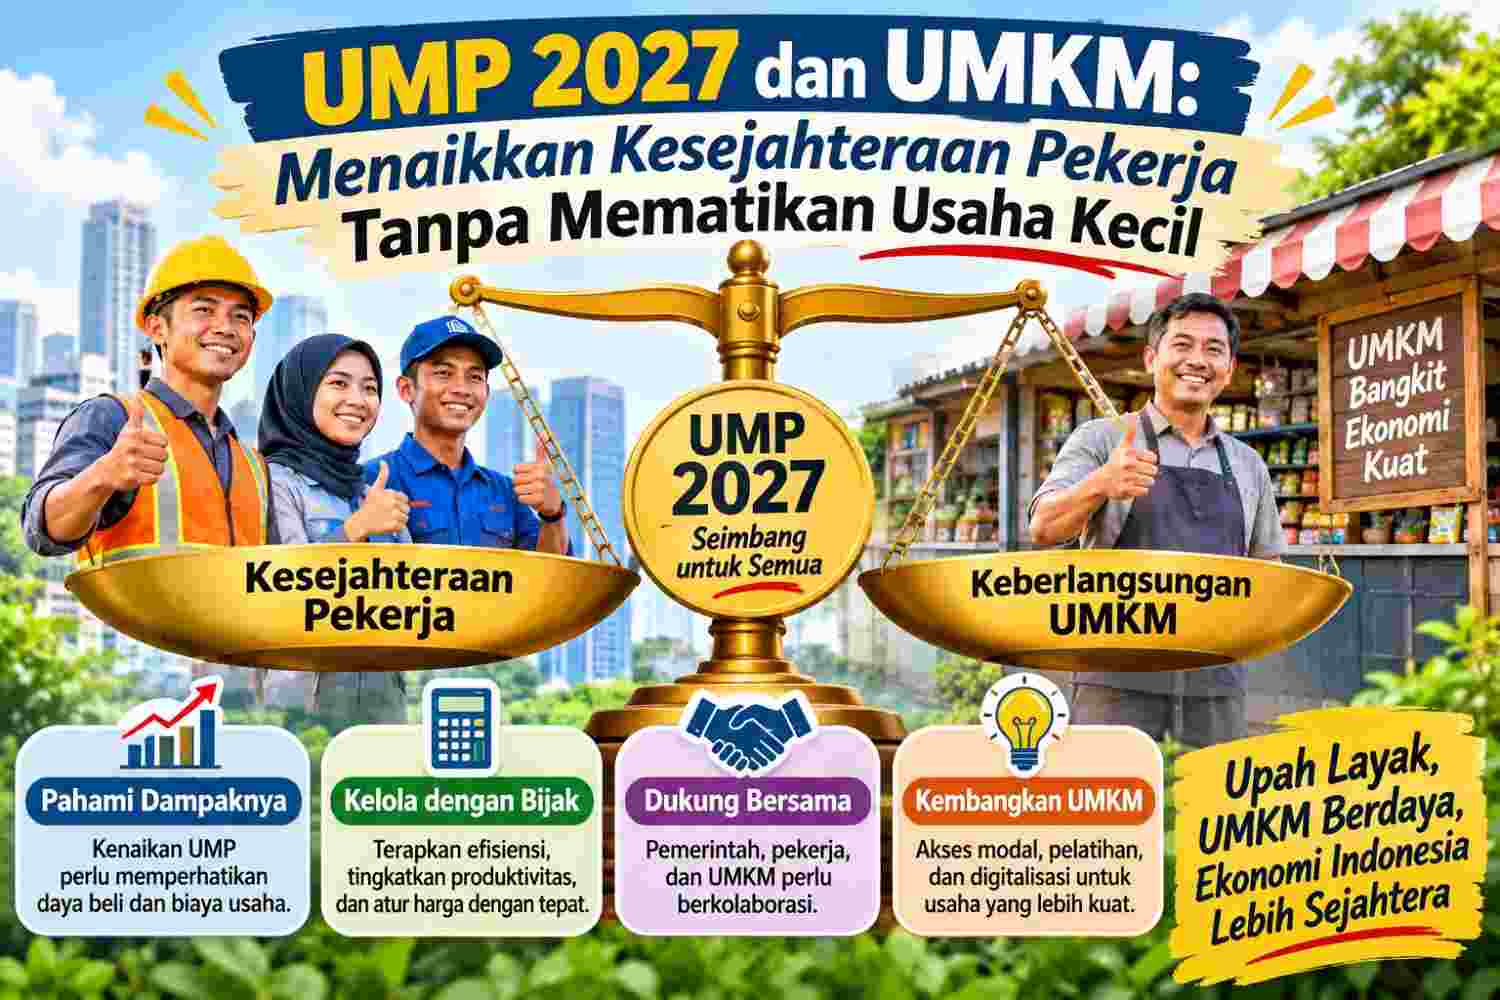 UMP 2027 dan UMKM:
Menaikkan Kesejahteraan Pekerja
Tanpa Mematikan Usaha Kecil
UMKM
Bangkit
Ekonomi
Kuat
UMP
2027
Seimbang
untuk Semua
Kesejahteraan
Pekerja
Keberlangsungan
UMKM
Pahami Dampaknya
Kenaikan UMP
perlu memperhatikan
daya beli dan biaya usaha.
Kelola dengan Bijak
Terapkan efisiensi,
tingkatkan produktivitas,
dan atur harga dengan tepat.
Dukung Bersama
Pemerintah, pekerja,
dan UMKM perlu
berkolaborasi.
Kembangkan UMKM
Akses modal, pelatihan,
dan digitalisasi untuk
usaha yang lebih kuat.
Upah Layak,
UMKM Berdaya,
Ekonomi Indonesia
Lebih Sejahtera